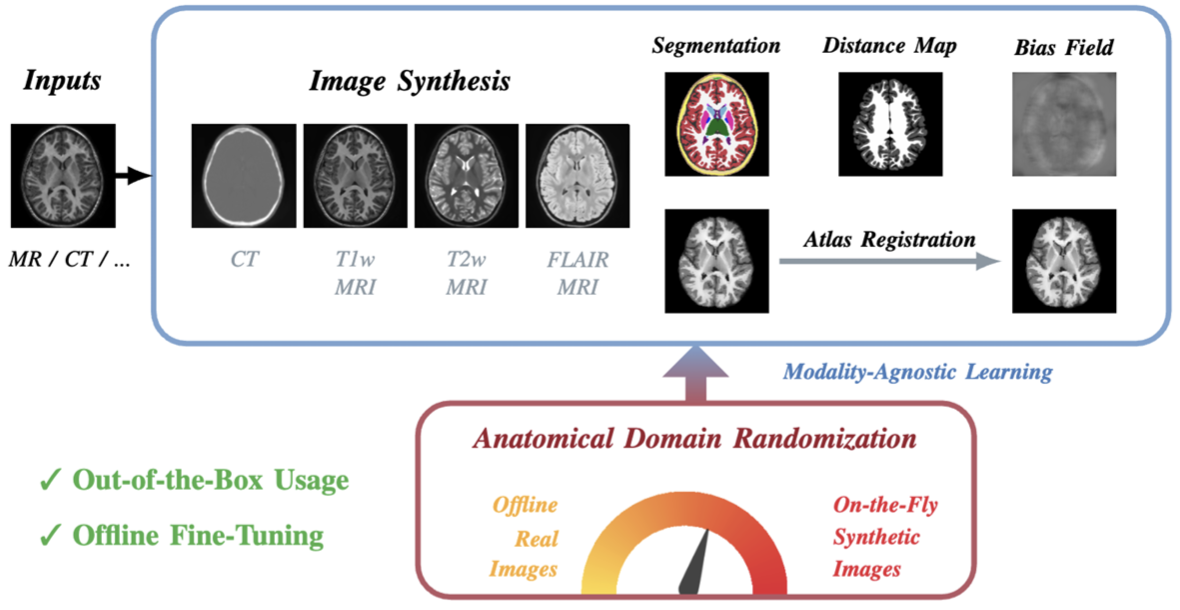 Inputs
MR / CT / ...
Image Synthesis
CT
T1w
MRI
T2w
MRI
FLAIR
MRI
Segmentation
Distance Map
Bias Field
Atlas Registration
Modality-Agnostic Learning
Anatomical Domain Randomization
Offline
Real
Images
On-the-Fly
Synthetic
Images
✓ Out-of-the-Box Usage
✓ Offline Fine-Tuning